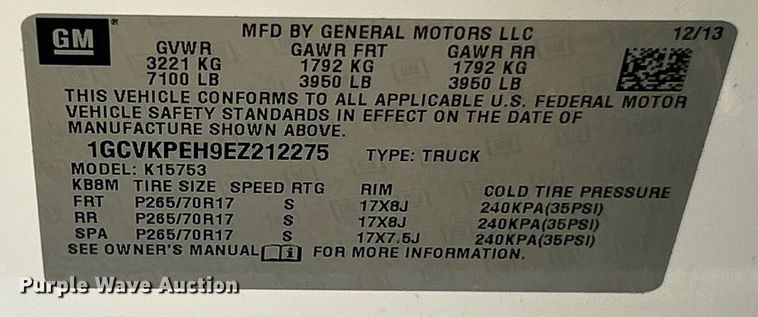 GM
MFD BY GENERAL MOTORS LLC 12/13
GVWR GAWR FRT GAWR RR
3221 KG 1792 KG 1792 KG
7100 LB 3950 LB 3950 LB
THIS VEHICLE CONFORMS TO ALL APPLICABLE U.S. FEDERAL MOTOR
VEHICLE SAFETY STANDARDS IN EFFECT ON THE DATE OF
MANUFACTURE SHOWN ABOVE.
1GCVKPEH9EZ212275 TYPE: TRUCK
MODEL: K15753
KB8M TIRE SIZE SPEED RTG RIM COLD TIRE PRESSURE
FRT P265/70R17 S 17X8J 240KPA(35PSI)
RR P265/70R17 S 17X8J 240KPA(35PSI)
SPA P265/70R17 S 17X7.5J 240KPA(35PSI)
SEE OWNER'S MANUAL FOR MORE INFORMATION.
Purple Wave Auction